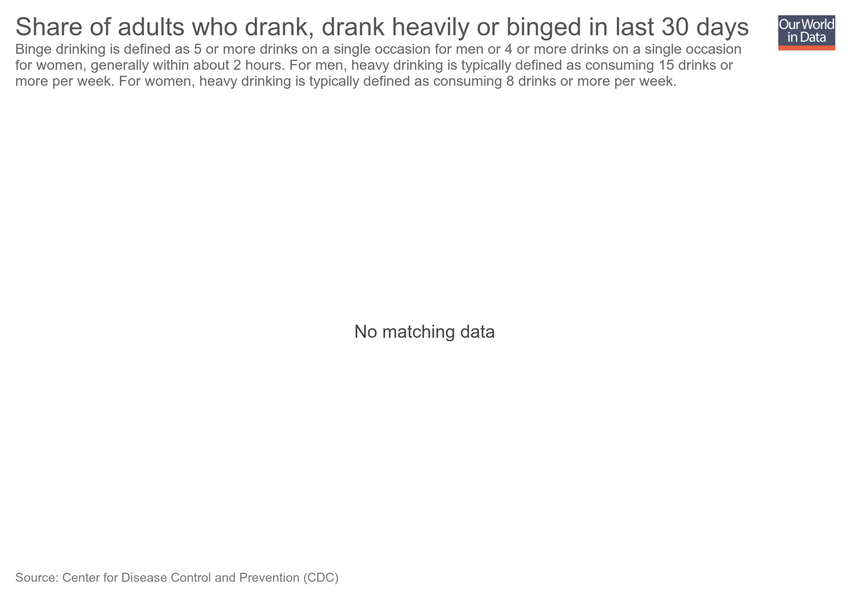 Share of adults who drank, drank heavily or binged in last 30 days
Our World
in Data
Binge drinking is defined as 5 or more drinks on a single occasion for men or 4 or more drinks on a single occasion
for women, generally within about 2 hours. For men, heavy drinking is typically defined as consuming 15 drinks or
more per week. For women, heavy drinking is typically defined as consuming 8 drinks or more per week.
No matching data
Source: Center for Disease Control and Prevention (CDC)